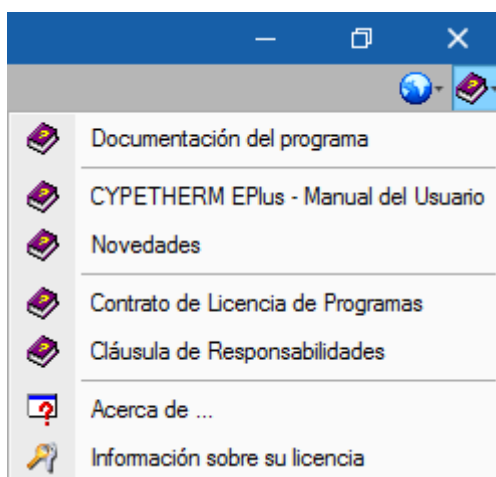 Documentación del programa
CYPETHERM EPlus - Manual del Usuario
Novedades
Contrato de Licencia de Programas
Cláusula de Responsabilidades
Acerca de ...
Información sobre su licencia